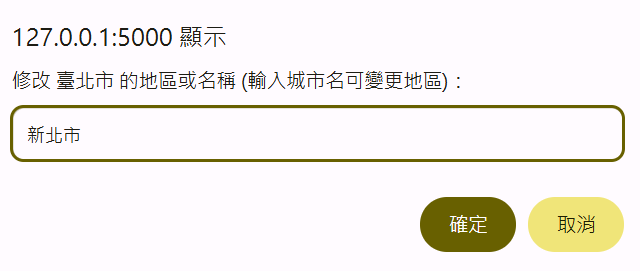 127.0.0.1:5000 顯示
修改 臺北市 的地區或名稱 (輸入城市名可變更地區)：
新北市
確定
取消